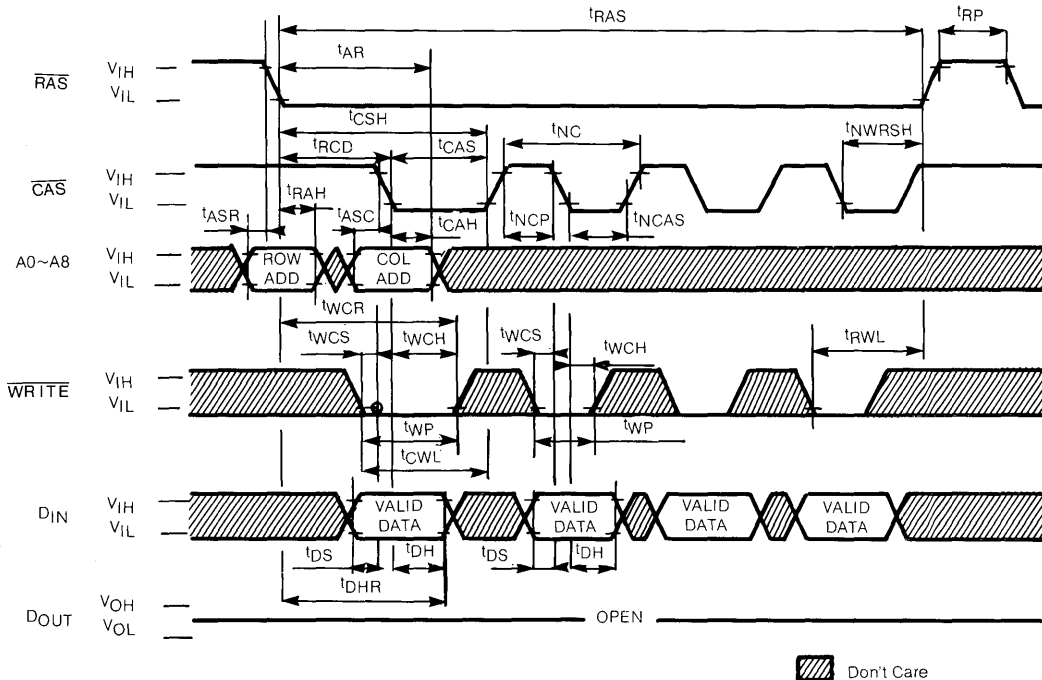 tRAS
tRP
tAR
RAS
VIH
VIL
tCSH
tNC
tNWRSH
tRCD
tCAS
CAS
VIH
VIL
tRAH
tASR
tASC
tCAH
tNCP
tNCAS
A0~A8
VIH
VIL
ROW ADD
COL ADD
tWCR
tWCS
tWCH
tWCS
tWCH
tRWL
WRITE
VIH
VIL
tWP
tWP
tCWL
DIN
VIH
VIL
VALID DATA
VALID DATA
VALID DATA
VALID DATA
tDS
tDH
tDS
tDH
tDHR
DOUT
VOH
VOL
OPEN
Don't Care